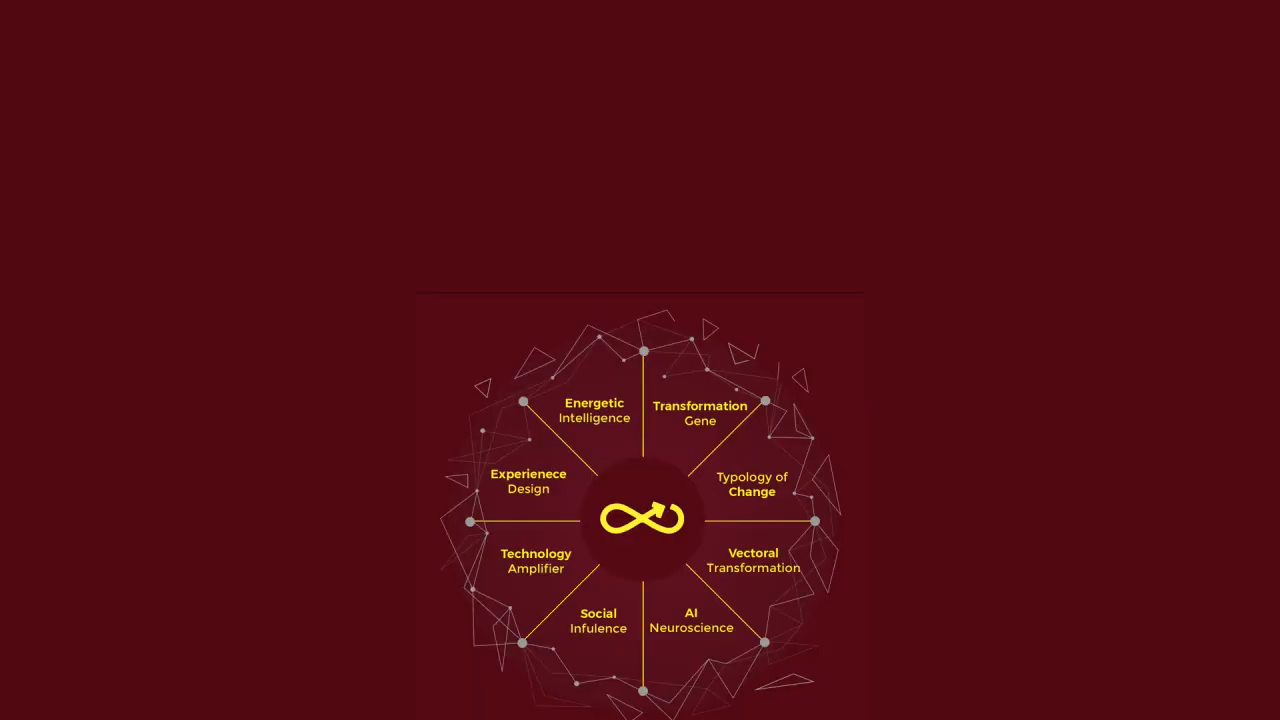 Energetic
Intelligence
Transformation
Gene
Experienece
Design
Typology of
Change
Technology
Amplifier
Vectoral
Transformation
Social
Infulence
AI
Neuroscience